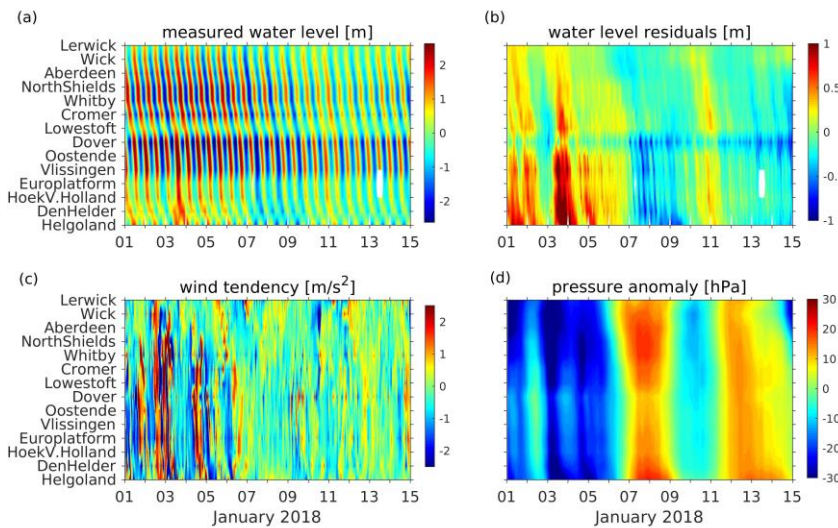 (a) measured water level [m]
(b) water level residuals [m]
Lerwick
Wick
Aberdeen
NorthShields
Whitby
Cromer
Lowestoft
Dover
Oostende
Vlissingen
Europlatform
HoekV.Holland
DenHelder
Helgoland
2
1
0
-1
-2
1
0.5
0
-0.5
-1
01 03 05 07 09 11 13 15
01 03 05 07 09 11 13 15
(c) wind tendency [m/s²]
(d) pressure anomaly [hPa]
Lerwick
Wick
Aberdeen
NorthShields
Whitby
Cromer
Lowestoft
Dover
Oostende
Vlissingen
Europlatform
HoekV.Holland
DenHelder
Helgoland
2
1
0
-1
-2
30
20
10
0
-10
-20
-30
01 03 05 07 09 11 13 15
01 03 05 07 09 11 13 15
January 2018
January 2018